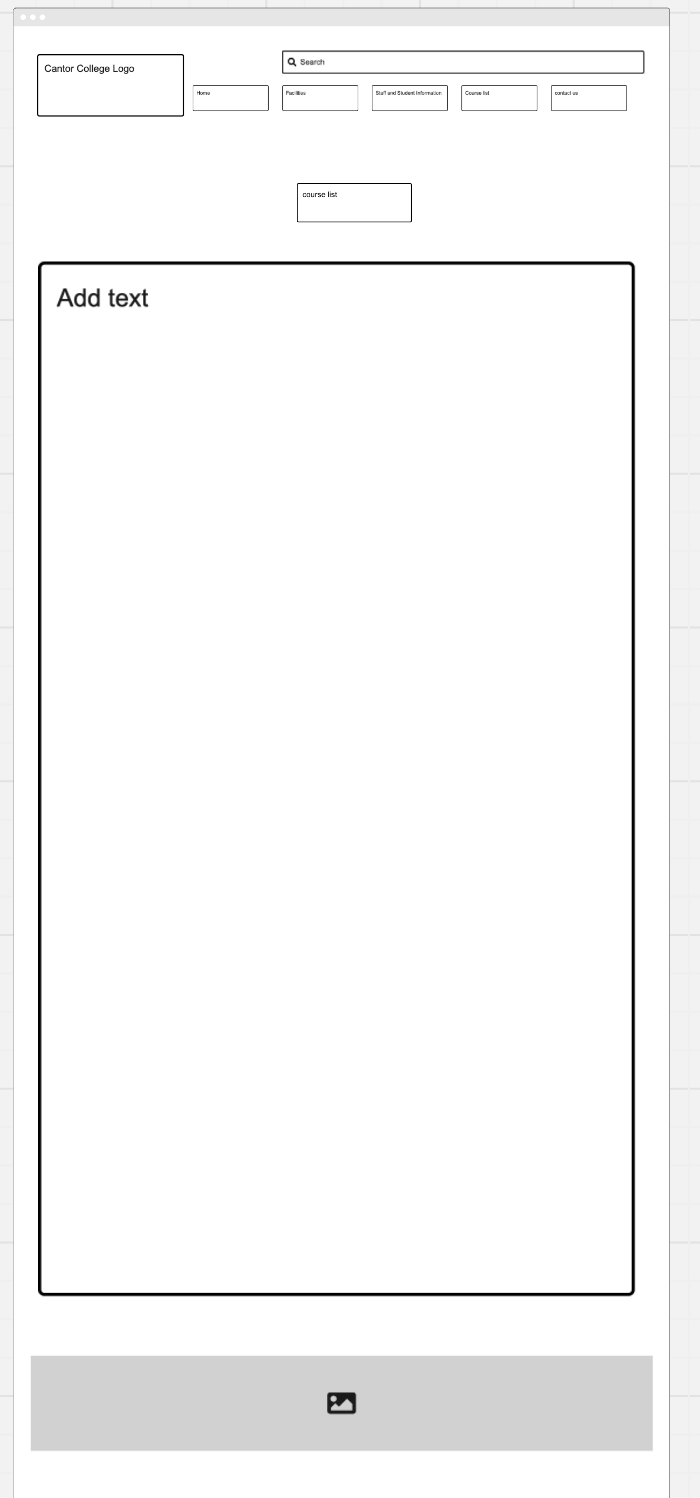 Cantor College Logo
Search
Home
Facilities
Staff and Student Information
Course list
contact us
course list
Add text